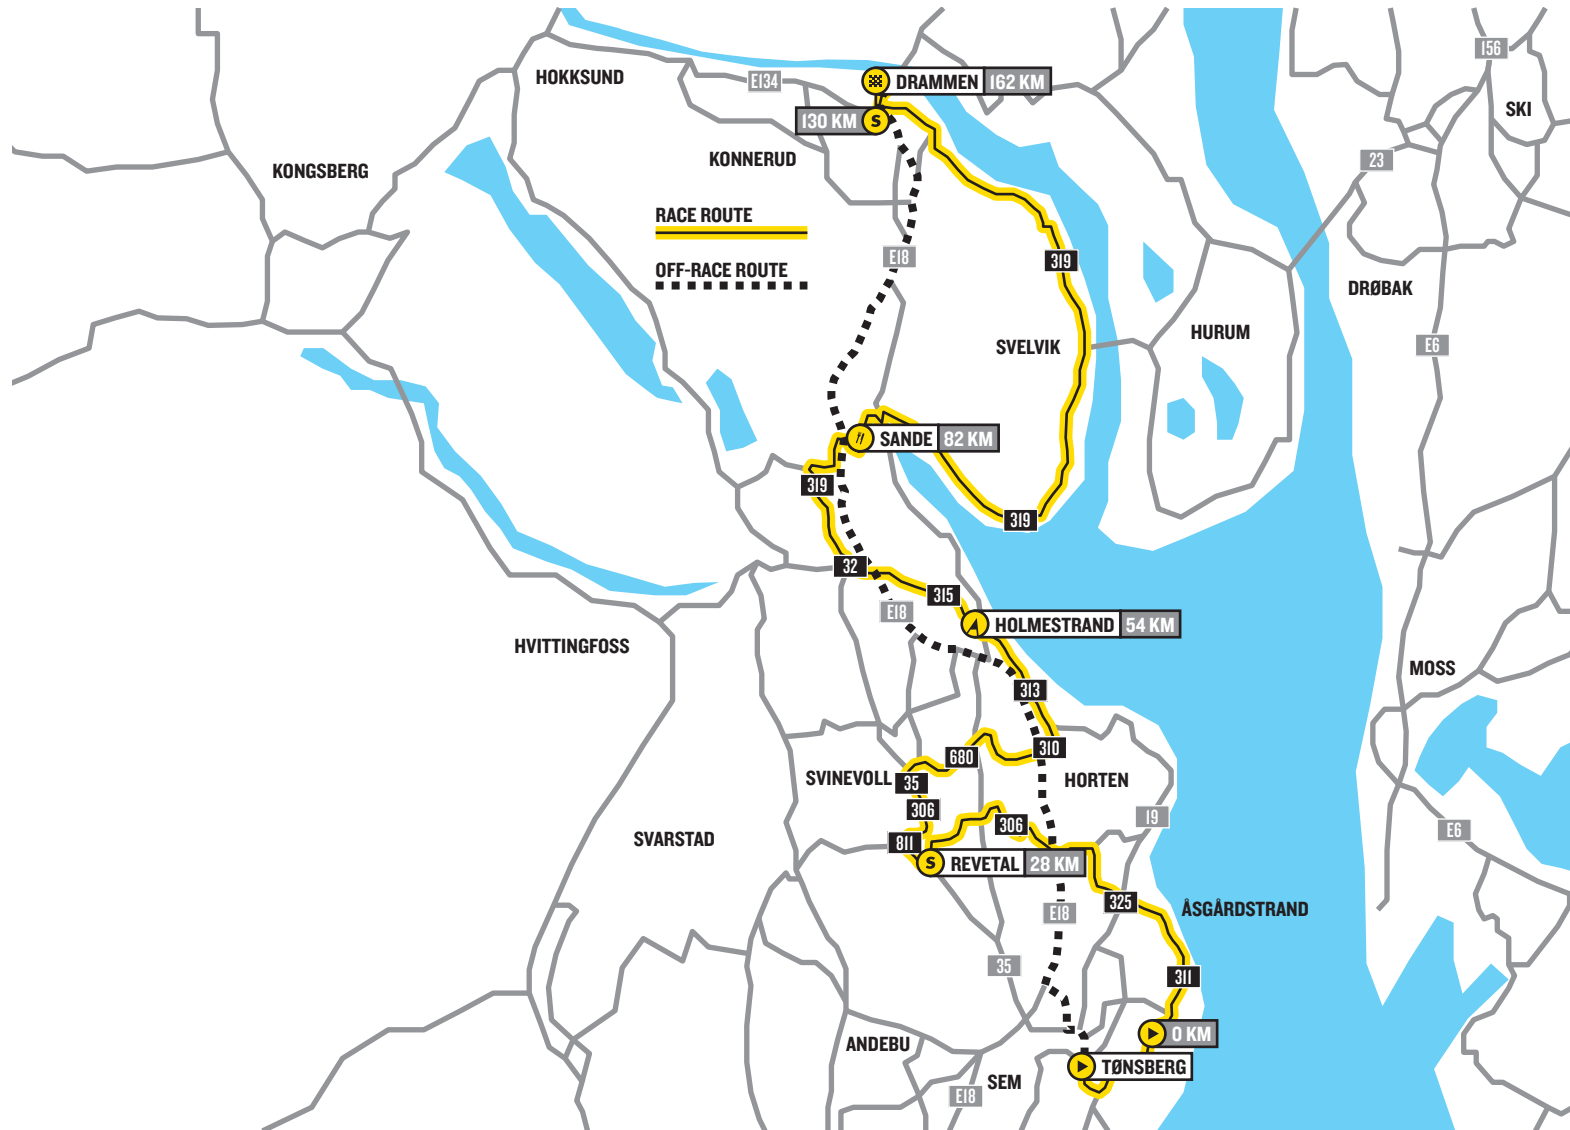 156
HOKKSUND
E134
DRAMMEN 162 KM
SKI
130 KM S
KONNERUD
23
KONGSBERG
RACE ROUTE
E18
319
OFF-RACE ROUTE
DRØBAK
HURUM
E6
SVELVIK
SANDE 82 KM
319
319
32
315
E18
HOLMESTRAND 54 KM
HVITTINGFOSS
MOSS
313
310
680
SVINEVOLL
35
HORTEN
306
19
306
E6
SVARSTAD
811
S REVETAL 28 KM
325
ÅSGÅRDSTRAND
E18
35
311
0 KM
ANDEBU
TØNSBERG
SEM
E18